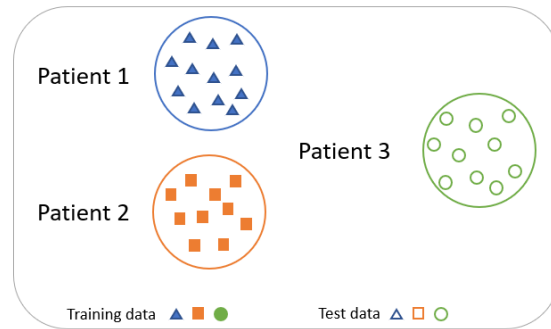 Patient 1
Patient 3
Patient 2
Training data
Test data